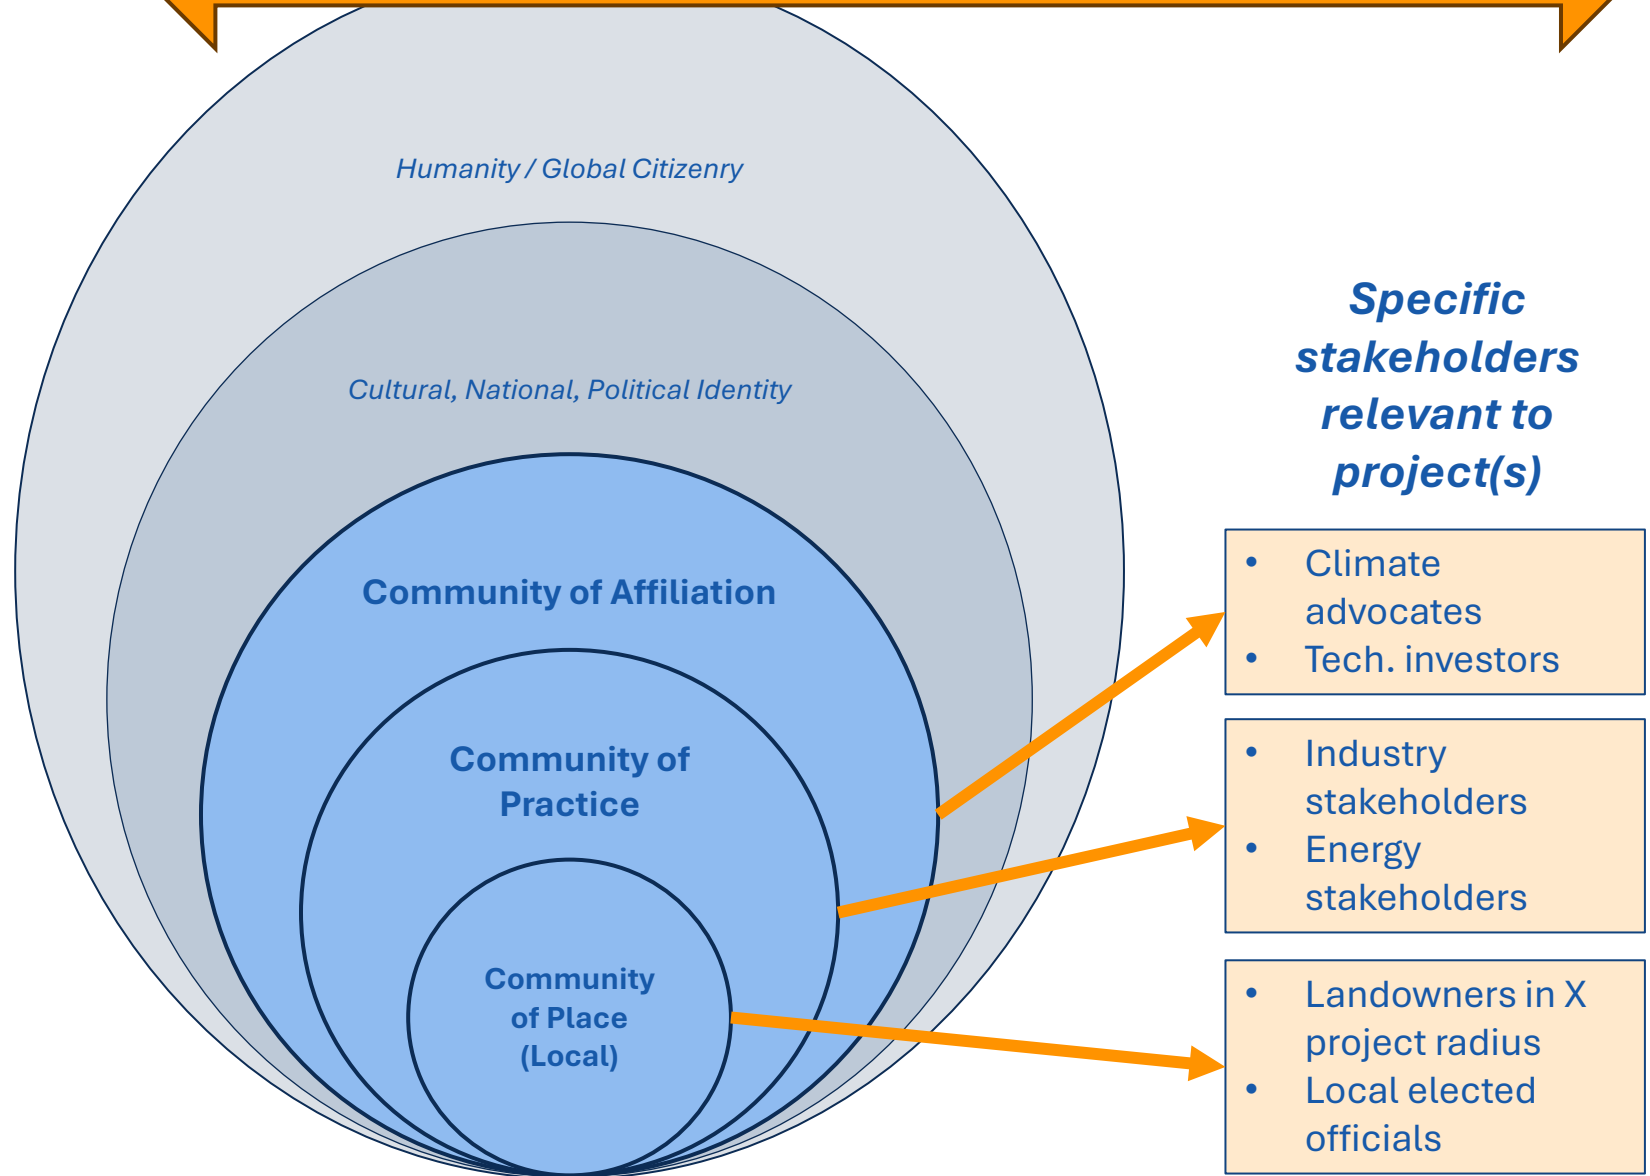 Humanity / Global Citizenry
Cultural, National, Political Identity
Community of Affiliation
Community of
Practice
Community
of Place
(Local)
Specific
stakeholders
relevant to
project(s)
• Climate
advocates
• Tech. investors
• Industry
stakeholders
• Energy
stakeholders
• Landowners in X
project radius
• Local elected
officials